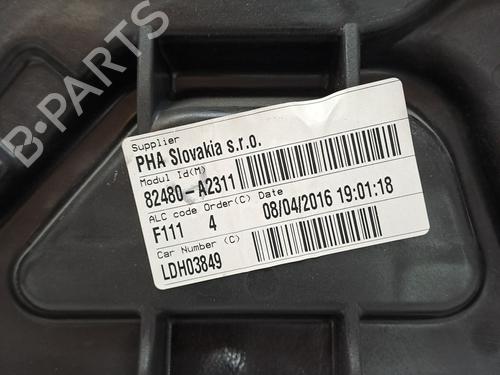 B-PARTS
Supplier
PHA Slovakia s.r.o.
Modul Id(M)
82480-A2311
ALC code Order(C) Date
F111 4 08/04/2016 19:01:18
Car Number (C)
LDH03849